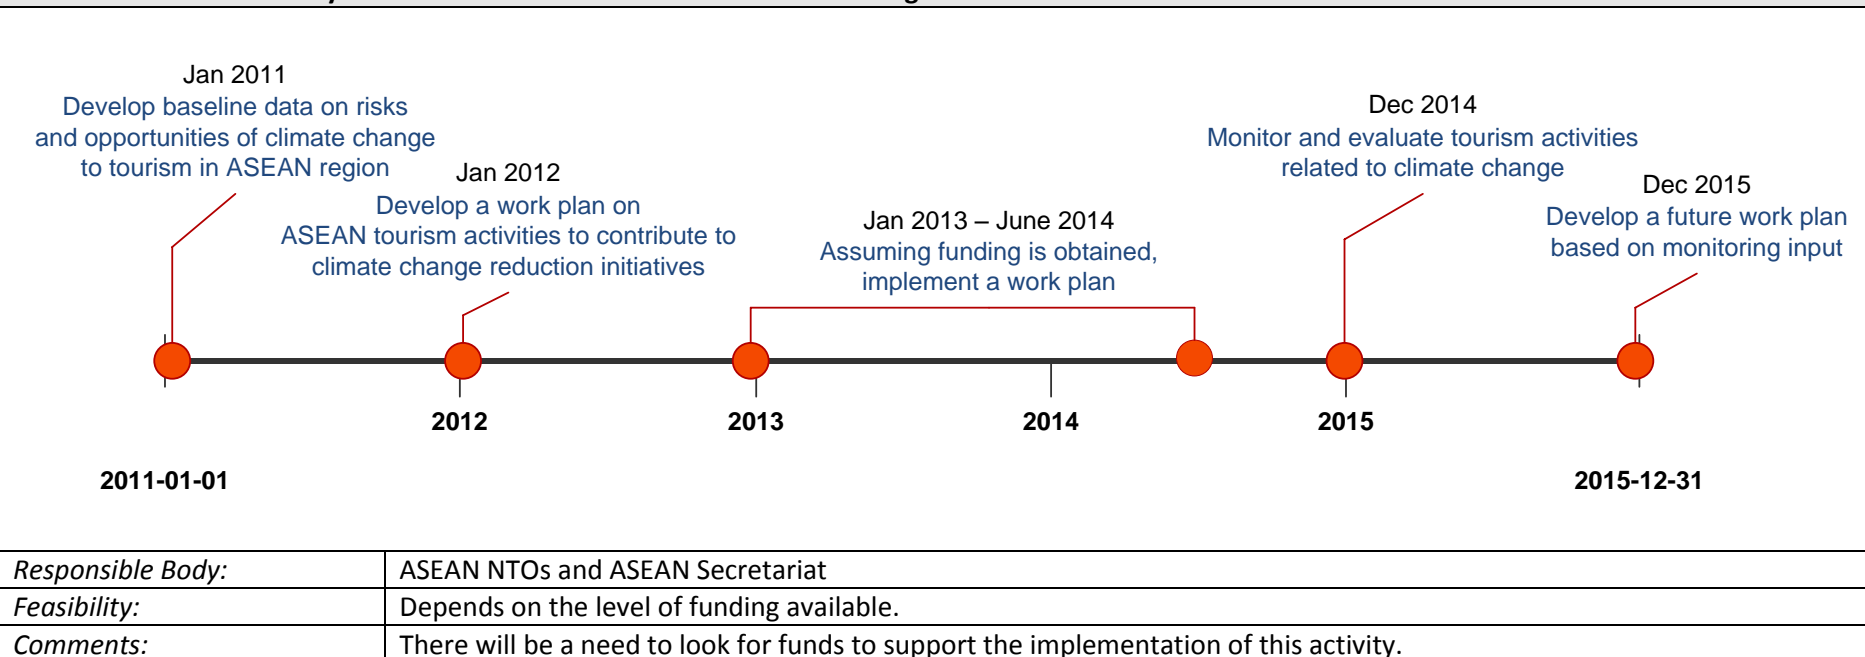 Jan 2011
Develop baseline data on risks
and opportunities of climate change
to tourism in ASEAN region
Jan 2012
Develop a work plan on
ASEAN tourism activities to contribute to
climate change reduction initiatives
Jan 2013 – June 2014
Assuming funding is obtained,
implement a work plan
Dec 2014
Monitor and evaluate tourism activities
related to climate change
Dec 2015
Develop a future work plan
based on monitoring input
2012
2013
2014
2015
2011-01-01
2015-12-31
Responsible Body: ASEAN NTOs and ASEAN Secretariat
Feasibility: Depends on the level of funding available.
Comments: There will be a need to look for funds to support the implementation of this activity.